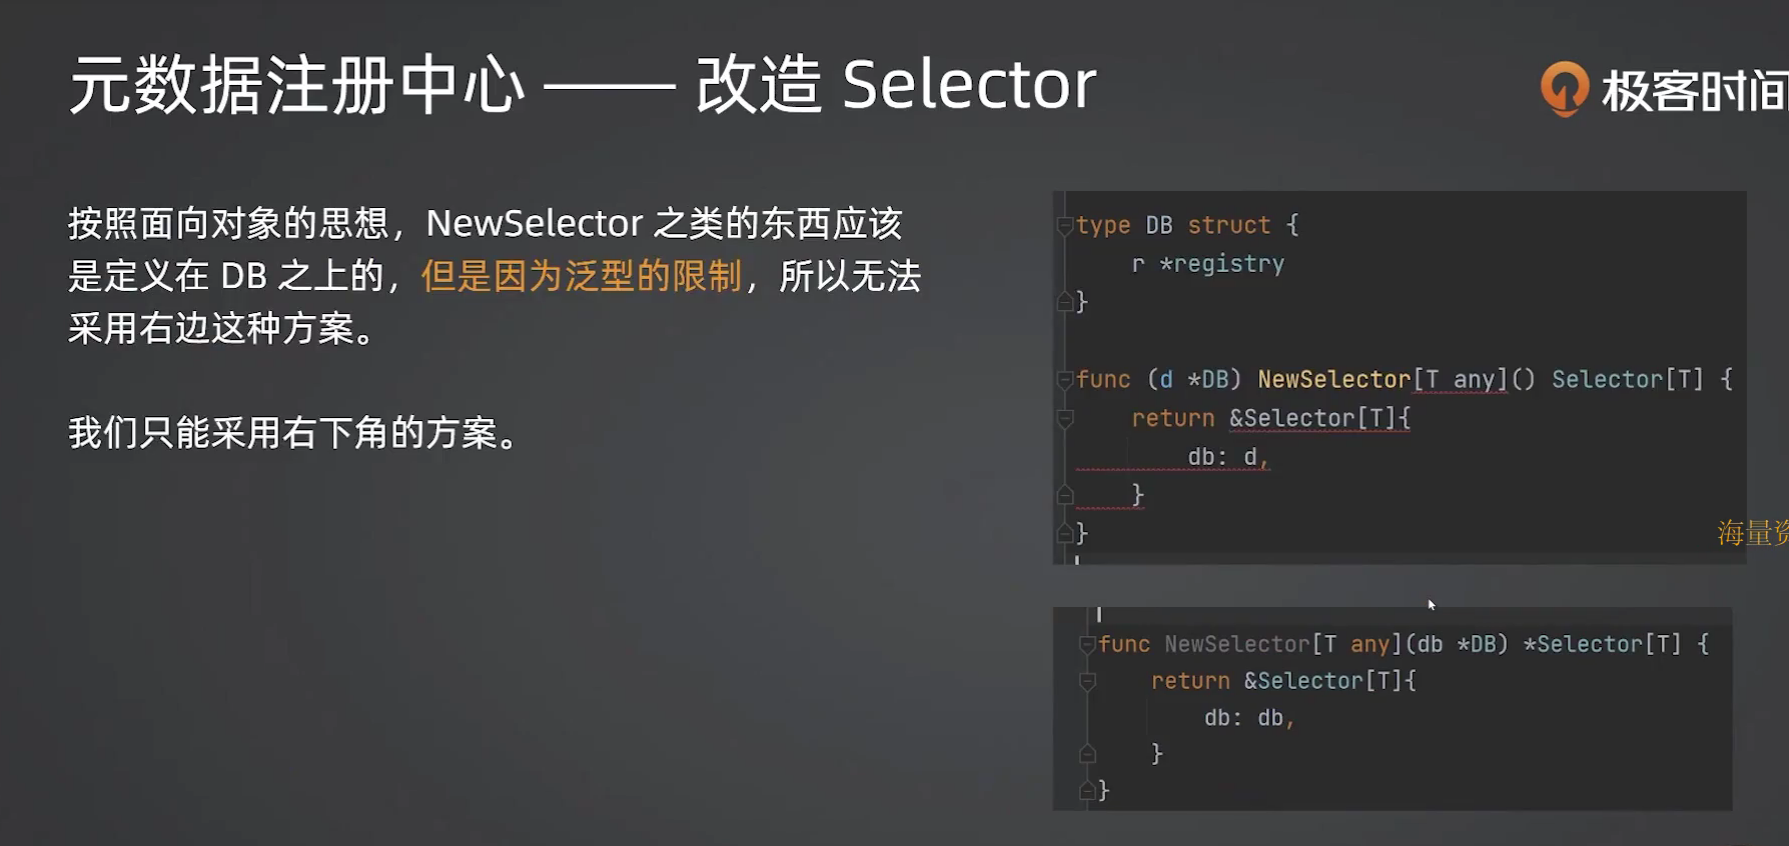 元数据注册中心 —— 改造 Selector
极客时间
按照面向对象的思想，NewSelector 之类的东西应该
是定义在 DB 之上的，但是因为泛型的限制，所以无法
采用右边这种方案。
我们只能采用右下角的方案。
type DB struct {
r *registry
}
func (d *DB) NewSelector[T any]() Selector[T] {
return &Selector[T]{
db: d,
}
}
海量资
func NewSelector[T any](db *DB) *Selector[T] {
return &Selector[T]{
db: db,
}
}